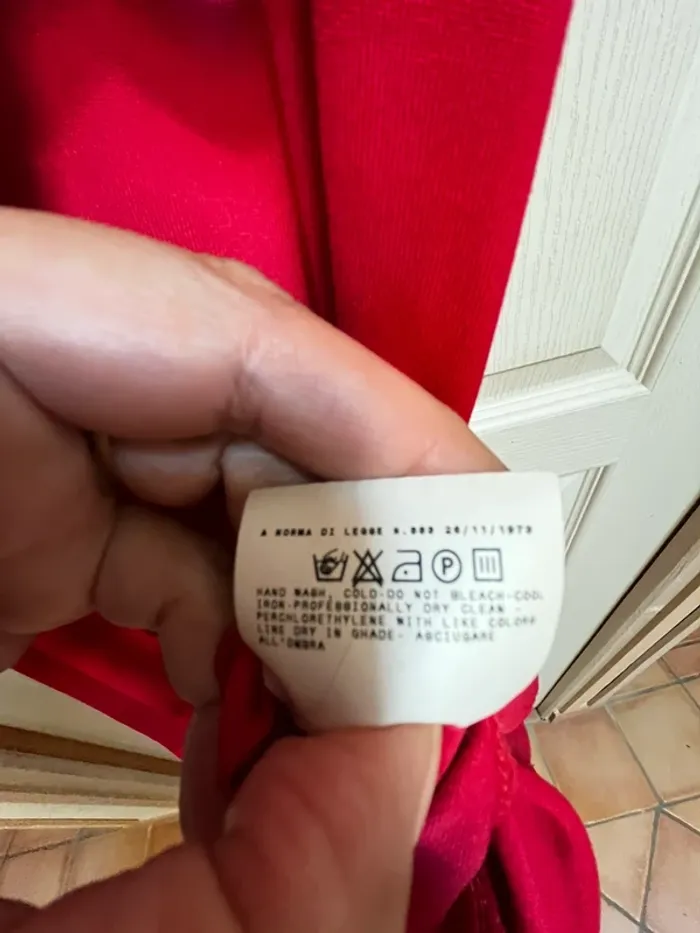 A NORMA DI LEGGE N.883 26/11/1973
P
HAND WASH, COLD-DO NOT BLEACH-COOL
IRON-PROFESSIONALLY DRY CLEAN -
PERCHLORETHYLENE WITH LIKE COLORS
LINE DRY IN SHADE- ASCIUGARE
ALL'OMBRA